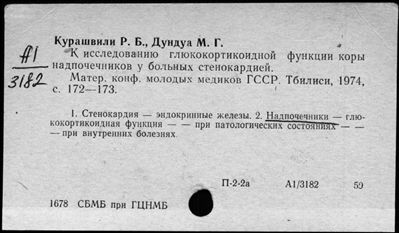 Курашвили Р. Б., Дундуа М. Г.
К исследованию глюкокортикоидной функции коры
надпочечников у больных стенокардией.
Матер. конф. молодых медиков ГССР. Тбилиси, 1974,
с. 172—173.
А1
3182
1. Стенокардия — эндокринные железы. 2. Надпочечники — глю-
кокортикоидная функция — — при патологических состояниях — —
— при внутренних болезнях.
П-2-2а А1/3182 59
1678 СБМБ при ГЦНМБ